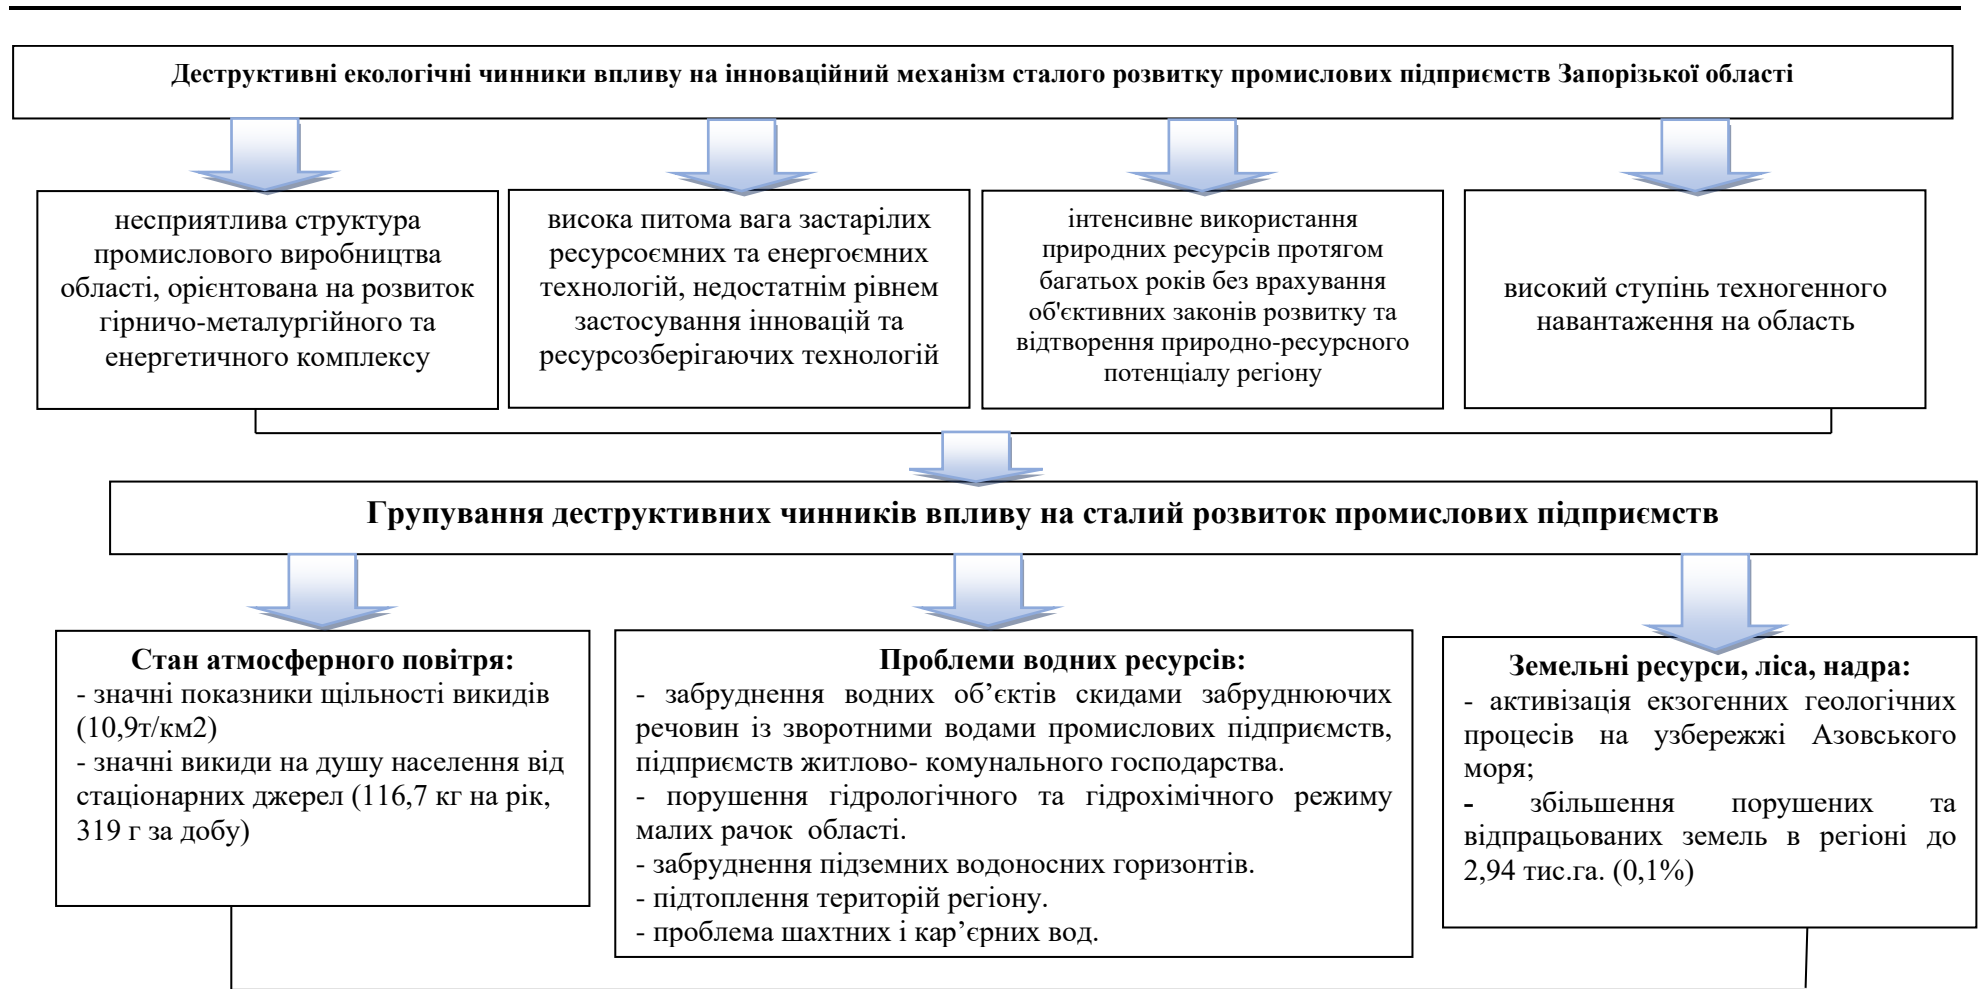 Деструктивні екологічні чинники впливу на інноваційний механізм сталого розвитку промислових підприємств Запорізької області
несприятлива структура
промислового виробництва
області, орієнтована на розвиток
гірничо-металургійного та
енергетичного комплексу
висока питома вага застарілих
ресурсоємних та енергоємних
технологій, недостатнім рівнем
застосування інновацій та
ресурсозберігаючих технологій
інтенсивне використання
природних ресурсів протягом
багатьох років без врахування
об'єктивних законів розвитку та
відтворення природно-ресурсного
потенціалу регіону
високий ступінь техногенного
навантаження на область
Групування деструктивних чинників впливу на сталий розвиток промислових підприємств
Стан атмосферного повітря:
- значні показники щільності викидів
(10,9т/км2)
- значні викиди на душу населення від
стаціонарних джерел (116,7 кг на рік,
319 г за добу)
Проблеми водних ресурсів:
- забруднення водних об’єктів скидами забруднюючих
речовин із зворотними водами промислових підприємств,
підприємств житлово- комунального господарства.
- порушення гідрологічного та гідрохімічного режиму
малих рачок області.
- забруднення підземних водоносних горизонтів.
- підтоплення територій регіону.
- проблема шахтних і кар’єрних вод.
Земельні ресурси, ліса, надра:
- активізація екзогенних геологічних
процесів на узбережжі Азовського
моря;
- збільшення порушених та
відпрацьованих земель в регіоні до
2,94 тис.га. (0,1%)